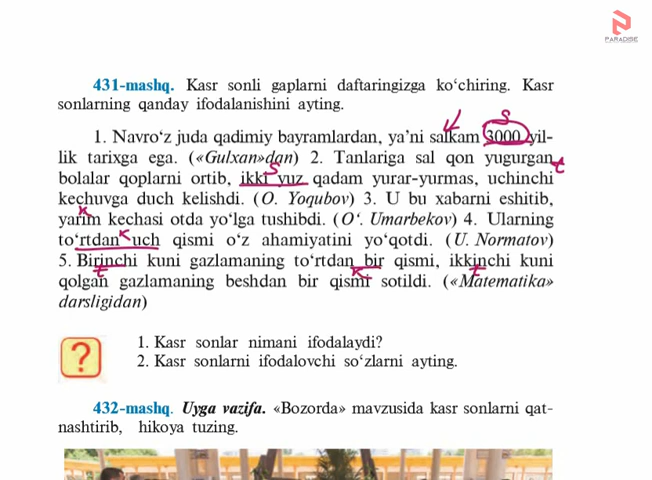 PARADISE
431-mashq. Kasr sonli gaplarni daftaringizga ko‘chiring. Kasr
sonlarning qanday ifodalanishini ayting.
s
1. Navro‘z juda qadimiy bayramlardan, ya’ni salkam 3000 yil-
lik tarixga ega. («Gulxan»dan) 2. Tanlariga sal qon yugurgan
s t
bolalar qoplarni ortib, ikki yuz qadam yurar-yurmas, uchinchi
kechuvga duch kelishdi. (O. Yoqubov) 3. U bu xabarni eshitib,
k
yarim kechasi otda yo‘lga tushibdi. (O‘. Umarbekov) 4. Ularning
k
to‘rtdan uch qismi o‘z ahamiyatini yo‘qotdi. (U. Normatov)
5. Birinchi kuni gazlamaning to‘rtdan bir qismi, ikkinchi kuni
t k t
qolgan gazlamaning beshdan bir qismi sotildi. («Matematika»
darsligidan)
?
1. Kasr sonlar nimani ifodalaydi?
2. Kasr sonlarni ifodalovchi so‘zlarni ayting.
432-mashq. Uyga vazifa. «Bozorda» mavzusida kasr sonlarni qat-
nashtirib, hikoya tuzing.